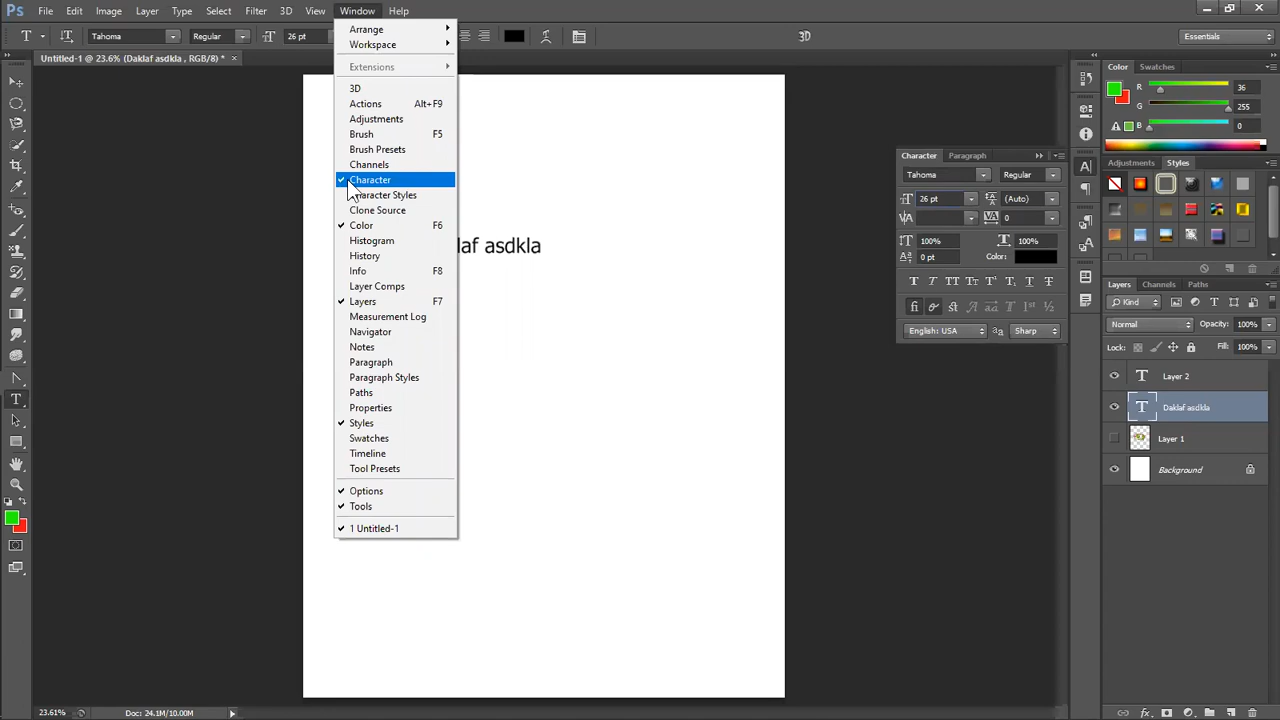 Ps File Edit Image Layer Type Select Filter 3D View Window Help
T Tahoma Regular 26 pt 3D Essentials
Untitled-1 @ 23.6% (Daklaf asdkla , RGB/8) * ×
Arrange
Workspace
Extensions
3D
Actions Alt+F9
Adjustments
Brush F5
Brush Presets
Channels
Character
Character Styles
Clone Source
Color F6
Histogram
History
Info F8
Layer Comps
Layers F7
Measurement Log
Navigator
Notes
Paragraph
Paragraph Styles
Paths
Properties
Styles
Swatches
Timeline
Tool Presets
Options
Tools
1 Untitled-1
laf asdkla
Character Paragraph
Tahoma Regular
26 pt (Auto)
0
100% 100%
0 pt Color:
English: USA Sharp
Color Swatches
R 36
G 255
B 0
Adjustments Styles
Layers Channels Paths
Kind
Normal Opacity: 100%
Lock: Fill: 100%
T Layer 2
T Daklaf asdkla
Layer 1
Background
23.61% Doc: 24.1M/10.00M